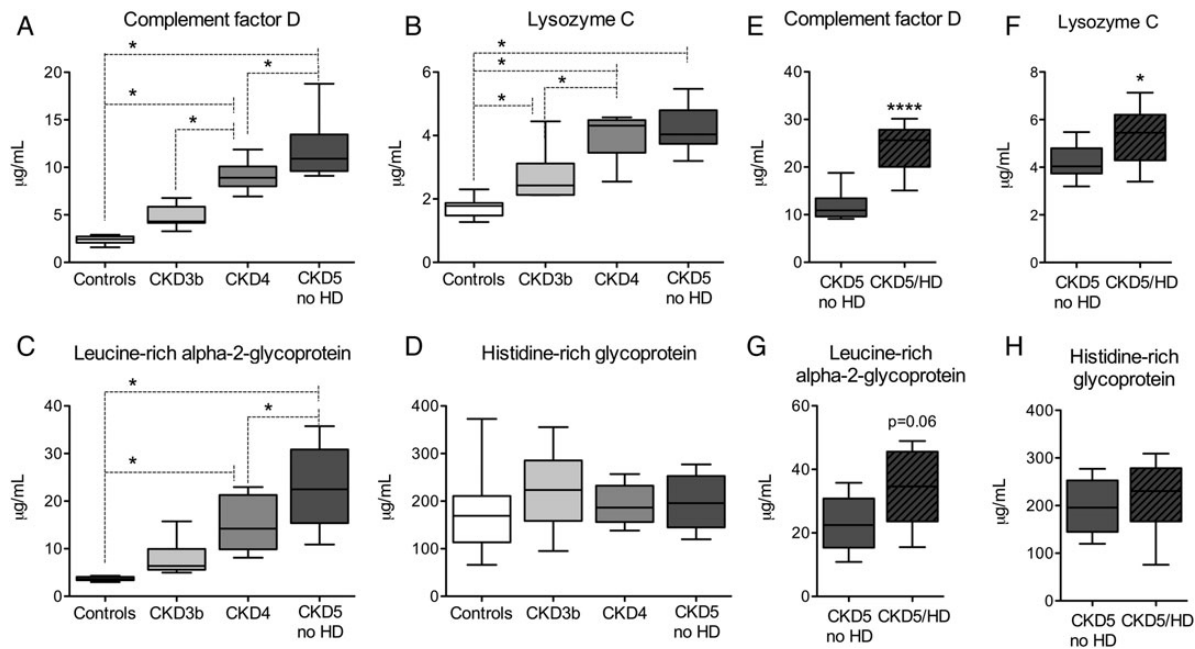 A
Complement factor D
*
*
*
*
20
15
10
5
0
µg/mL
Controls
CKD3b
CKD4
CKD5
no HD
B
Lysozyme C
*
*
*
*
6
4
2
0
µg/mL
Controls
CKD3b
CKD4
CKD5
no HD
E
Complement factor D
****
40
30
20
10
0
µg/mL
CKD5
no HD
CKD5/HD
F
Lysozyme C
*
8
6
4
2
0
µg/mL
CKD5
no HD
CKD5/HD
C
Leucine-rich alpha-2-glycoprotein
*
*
*
40
30
20
10
0
µg/mL
Controls
CKD3b
CKD4
CKD5
no HD
D
Histidine-rich glycoprotein
400
300
200
100
0
µg/mL
Controls
CKD3b
CKD4
CKD5
no HD
G
Leucine-rich
alpha-2-glycoprotein
p=0.06
60
40
20
0
µg/mL
CKD5
no HD
CKD5/HD
H
Histidine-rich
glycoprotein
400
300
200
100
0
µg/mL
CKD5
no HD
CKD5/HD